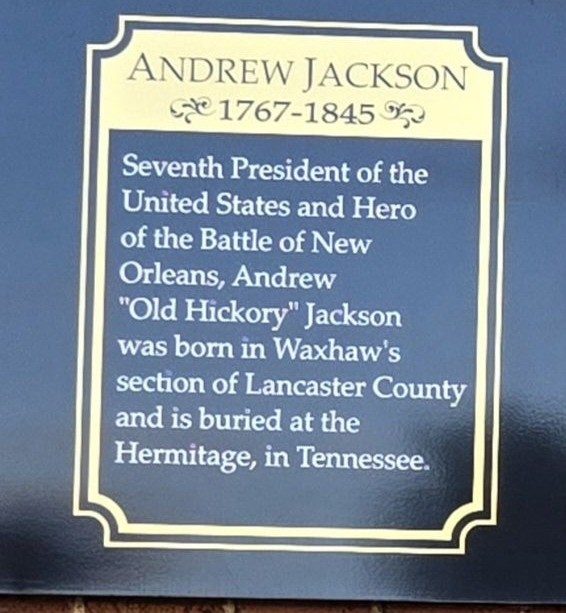 ANDREW JACKSON
1767-1845
Seventh President of the
United States and Hero
of the Battle of New
Orleans, Andrew
"Old Hickory" Jackson
was born in Waxhaw's
section of Lancaster County
and is buried at the
Hermitage, in Tennessee.